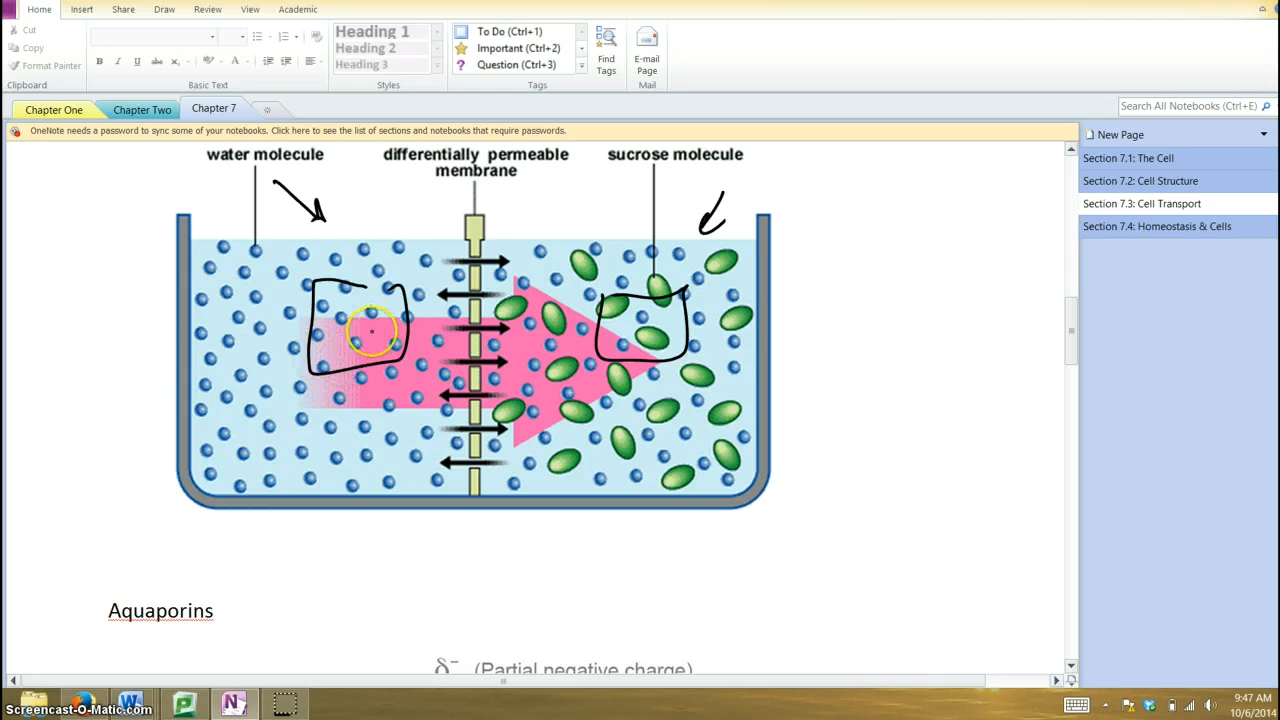 Home Insert Share Draw Review View Academic
Cut
Copy
Format Painter
Clipboard
B I U abc x₂ A
Basic Text
Heading 1
Heading 2
Heading 3
Styles
To Do (Ctrl+1)
Important (Ctrl+2)
? Question (Ctrl+3)
Tags
Find
Tags
E-mail
Page
Mail
Chapter One Chapter Two Chapter 7
Search All Notebooks (Ctrl+E)
OneNote needs a password to sync some of your notebooks. Click here to see the list of sections and notebooks that require passwords.
New Page
Section 7.1: The Cell
Section 7.2: Cell Structure
Section 7.3: Cell Transport
Section 7.4: Homeostasis & Cells
water molecule
differentially permeable
membrane
sucrose molecule
Aquaporins
δ⁻ (Partial negative charge)
Screencast-O-Matic.com
9:47 AM
10/6/2014